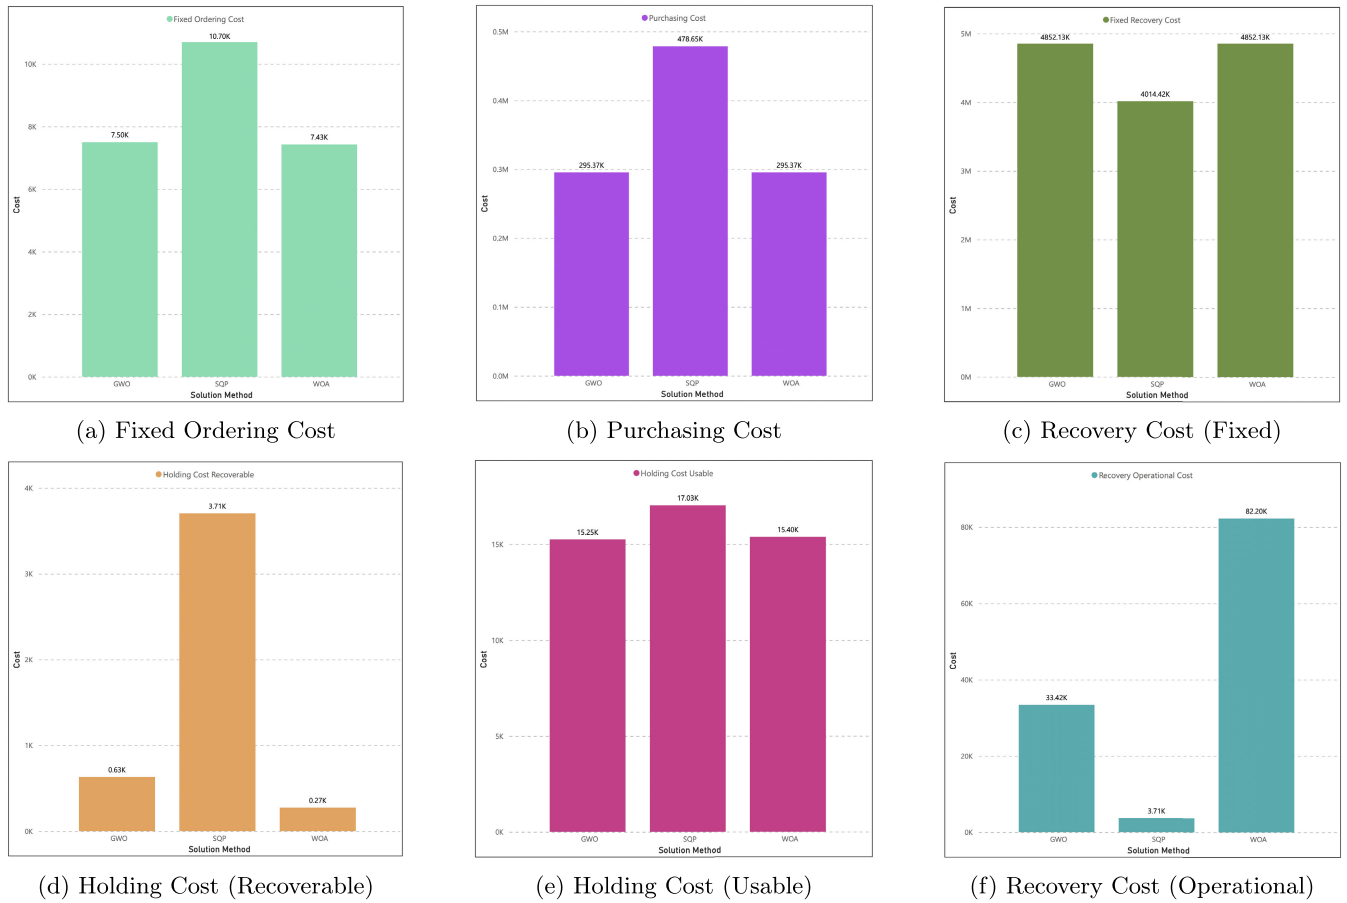 Fixed Ordering Cost
10.70K
10K
8K
7.50K
7.43K
6K
Cost
4K
2K
0K
GWO SQP WOA
Solution Method
(a) Fixed Ordering Cost
Purchasing Cost
0.5M
478.65K
0.4M
0.3M
295.37K
295.37K
Cost
0.2M
0.1M
0.0M
GWO SQP WOA
Solution Method
(b) Purchasing Cost
Fixed Recovery Cost
5M
4852.13K
4852.13K
4014.42K
4M
3M
Cost
2M
1M
0M
GWO SQP WOA
Solution Method
(c) Recovery Cost (Fixed)
Holding Cost Recoverable
4K
3.71K
3K
Cost
2K
1K
0.63K
0.27K
0K
GWO SQP WOA
Solution Method
(d) Holding Cost (Recoverable)
Holding Cost Usable
17.03K
15.25K
15.40K
15K
10K
Cost
5K
0K
GWO SQP WOA
Solution Method
(e) Holding Cost (Usable)
Recovery Operational Cost
82.20K
80K
60K
Cost
40K
33.42K
20K
3.71K
0K
GWO SQP WOA
Solution Method
(f) Recovery Cost (Operational)